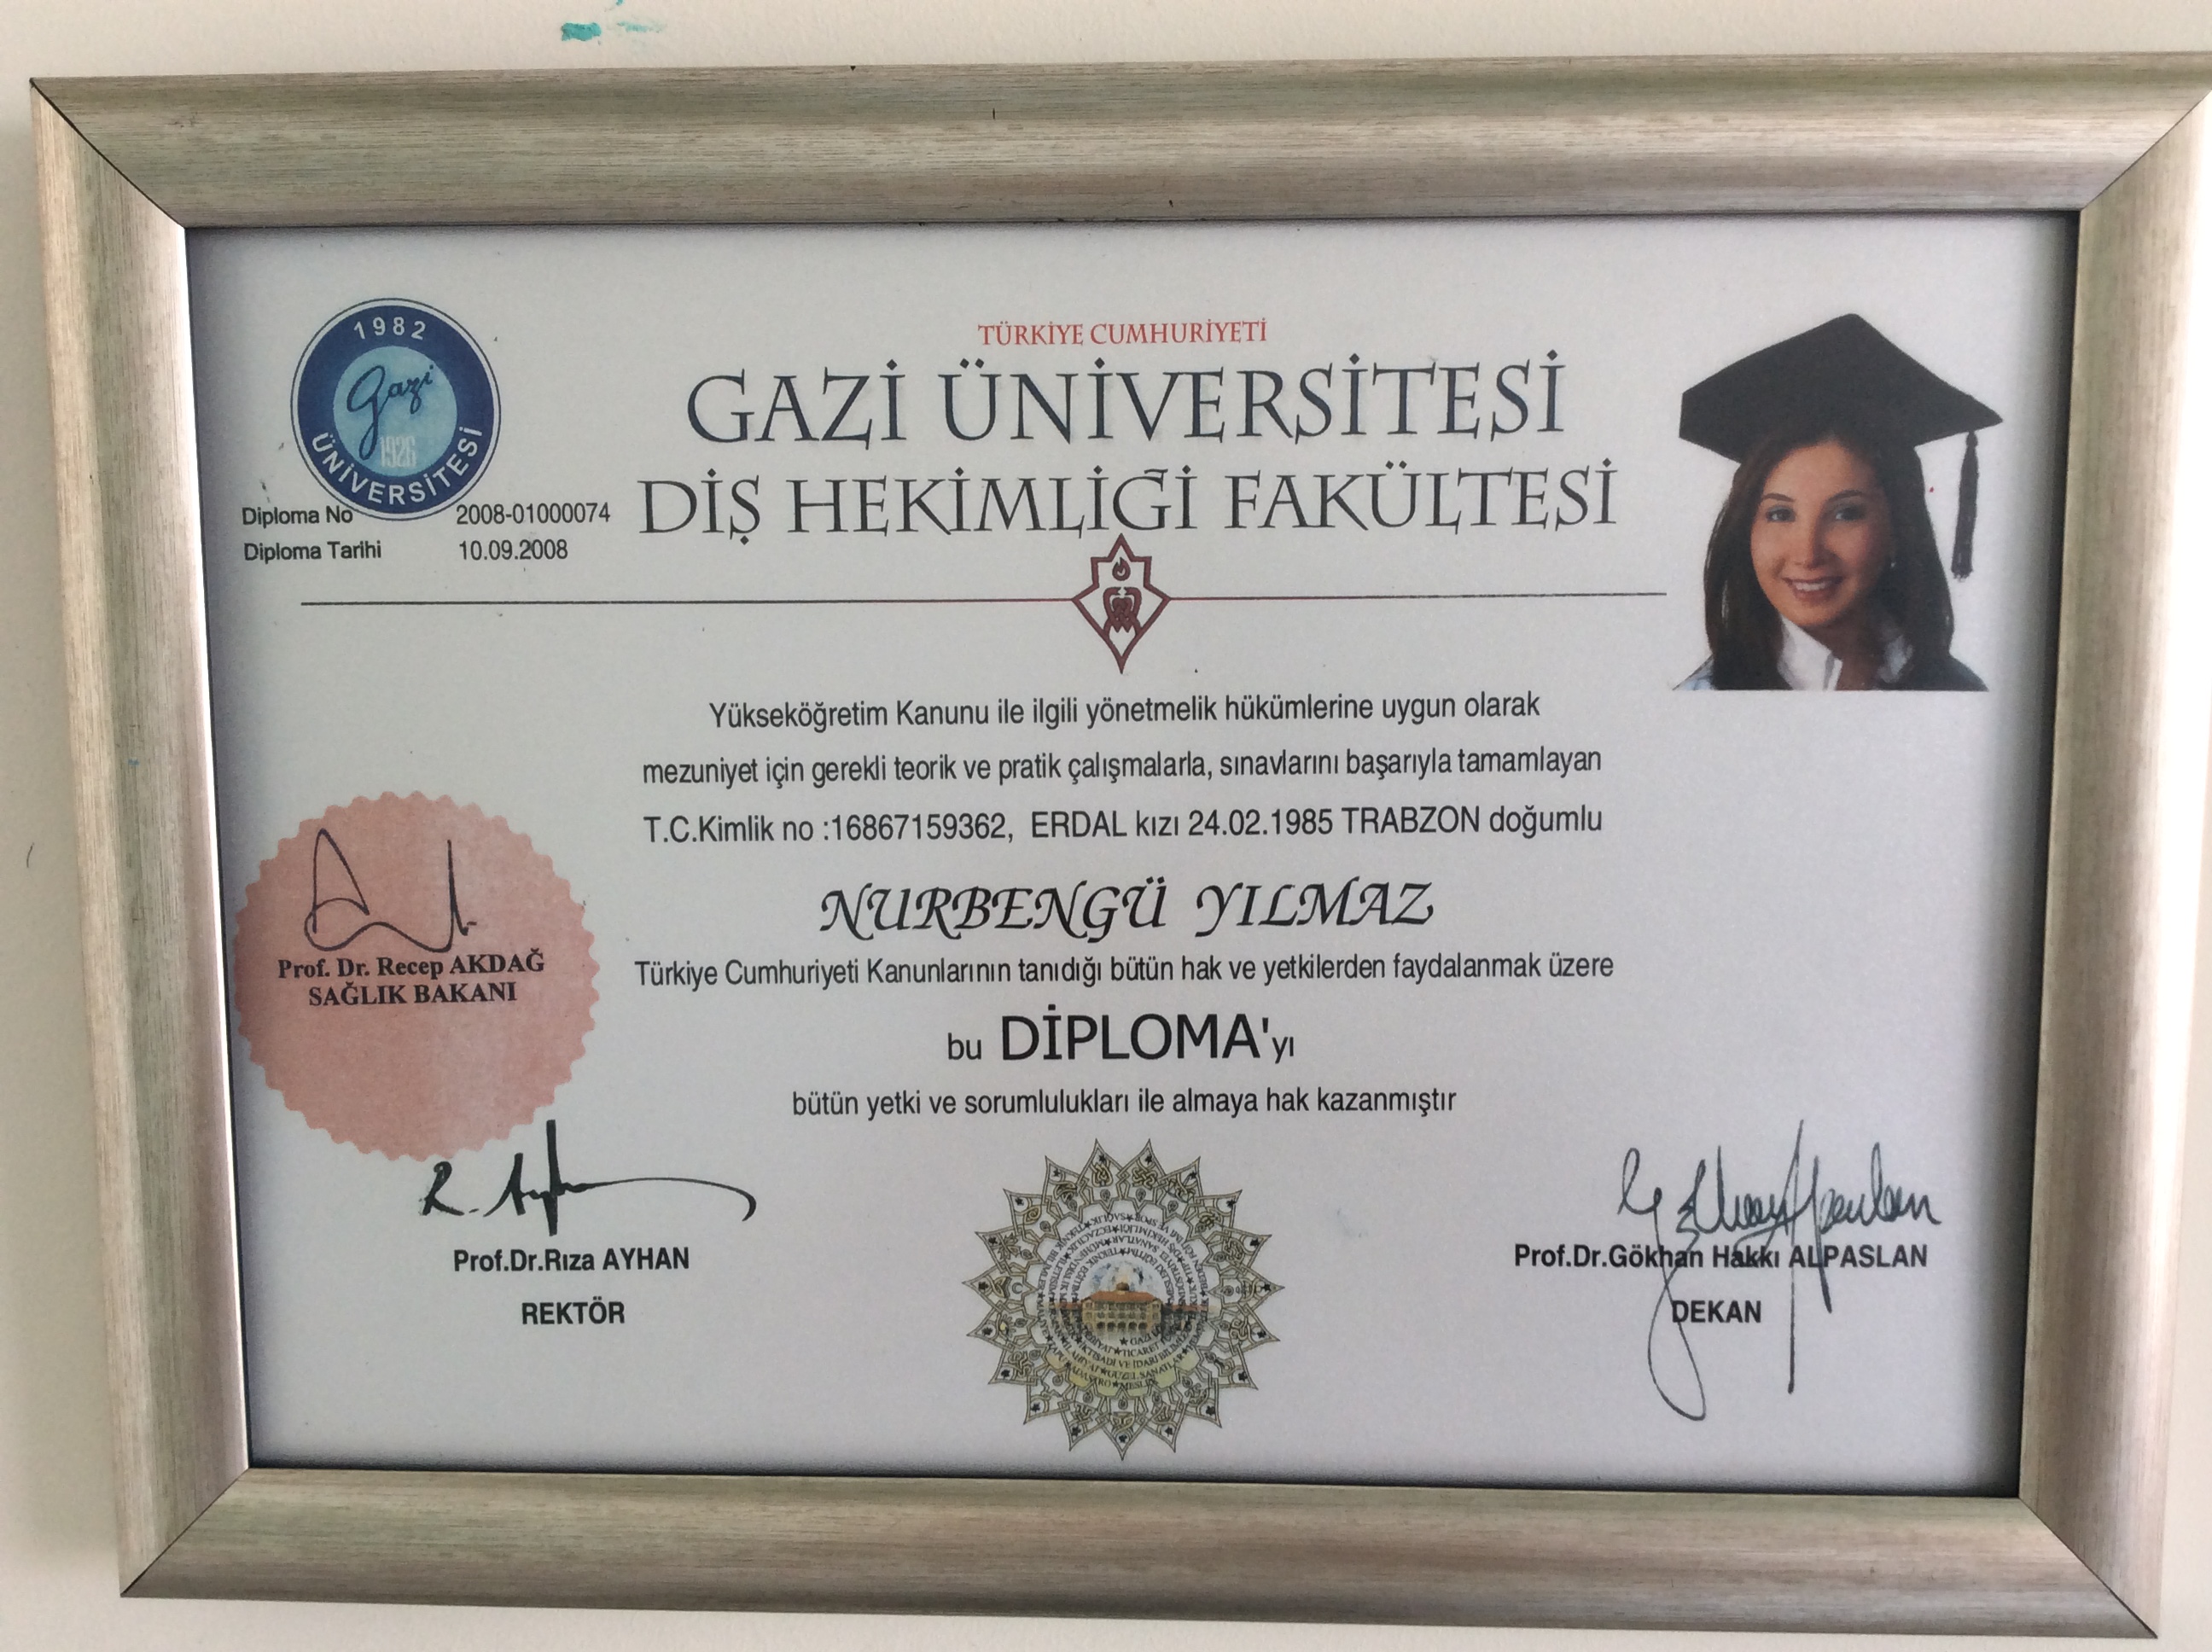 1982
Gazi
1926
ÜNİVERSİTESİ
TÜRKİYE CUMHURİYETİ
GAZİ ÜNİVERSİTESİ
DİŞ HEKİMLİĞİ FAKÜLTESİ
Diploma No 2008-01000074
Diploma Tarihi 10.09.2008
Yükseköğretim Kanunu ile ilgili yönetmelik hükümlerine uygun olarak
mezuniyet için gerekli teorik ve pratik çalışmalarla, sınavlarını başarıyla tamamlayan
T.C.Kimlik no :16867159362, ERDAL kızı 24.02.1985 TRABZON doğumlu
NURBENGÜ YILMAZ
Türkiye Cumhuriyeti Kanunlarının tanıdığı bütün hak ve yetkilerden faydalanmak üzere
bu DİPLOMA'yı
bütün yetki ve sorumlulukları ile almaya hak kazanmıştır
Prof. Dr. Recep AKDAĞ
SAĞLIK BAKANI
R. Ayhan
Prof.Dr.Rıza AYHAN
REKTÖR
Prof.Dr.Gökhan Hakkı ALPASLAN
DEKAN